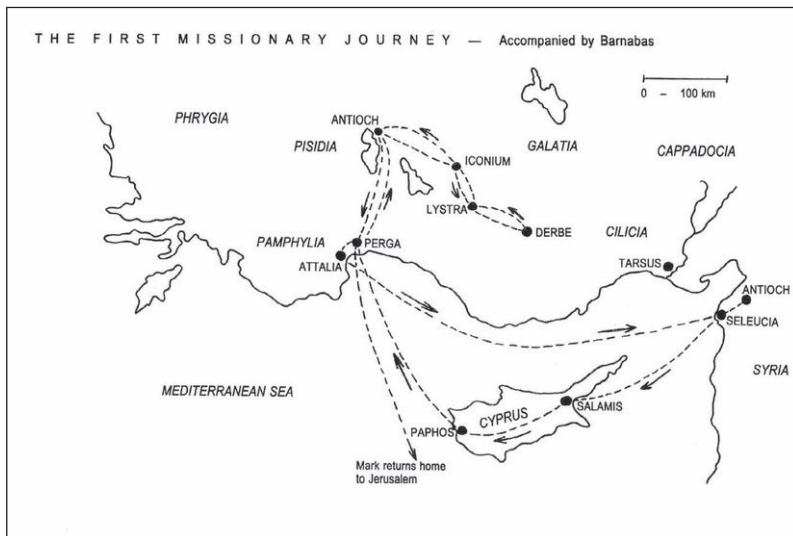 THE FIRST MISSIONARY JOURNEY — Accompanied by Barnabas
0 – 100 km
PHRYGIA
ANTIOCH
PISIDIA
ICONIUM
GALATIA
CAPPADOCIA
LYSTRA
DERBE
CILICIA
PAMPHYLIA
PERGA
ATTALIA
TARSUS
ANTIOCH
SELEUCIA
SYRIA
MEDITERRANEAN SEA
CYPRUS
SALAMIS
PAPHOS
Mark returns home
to Jerusalem